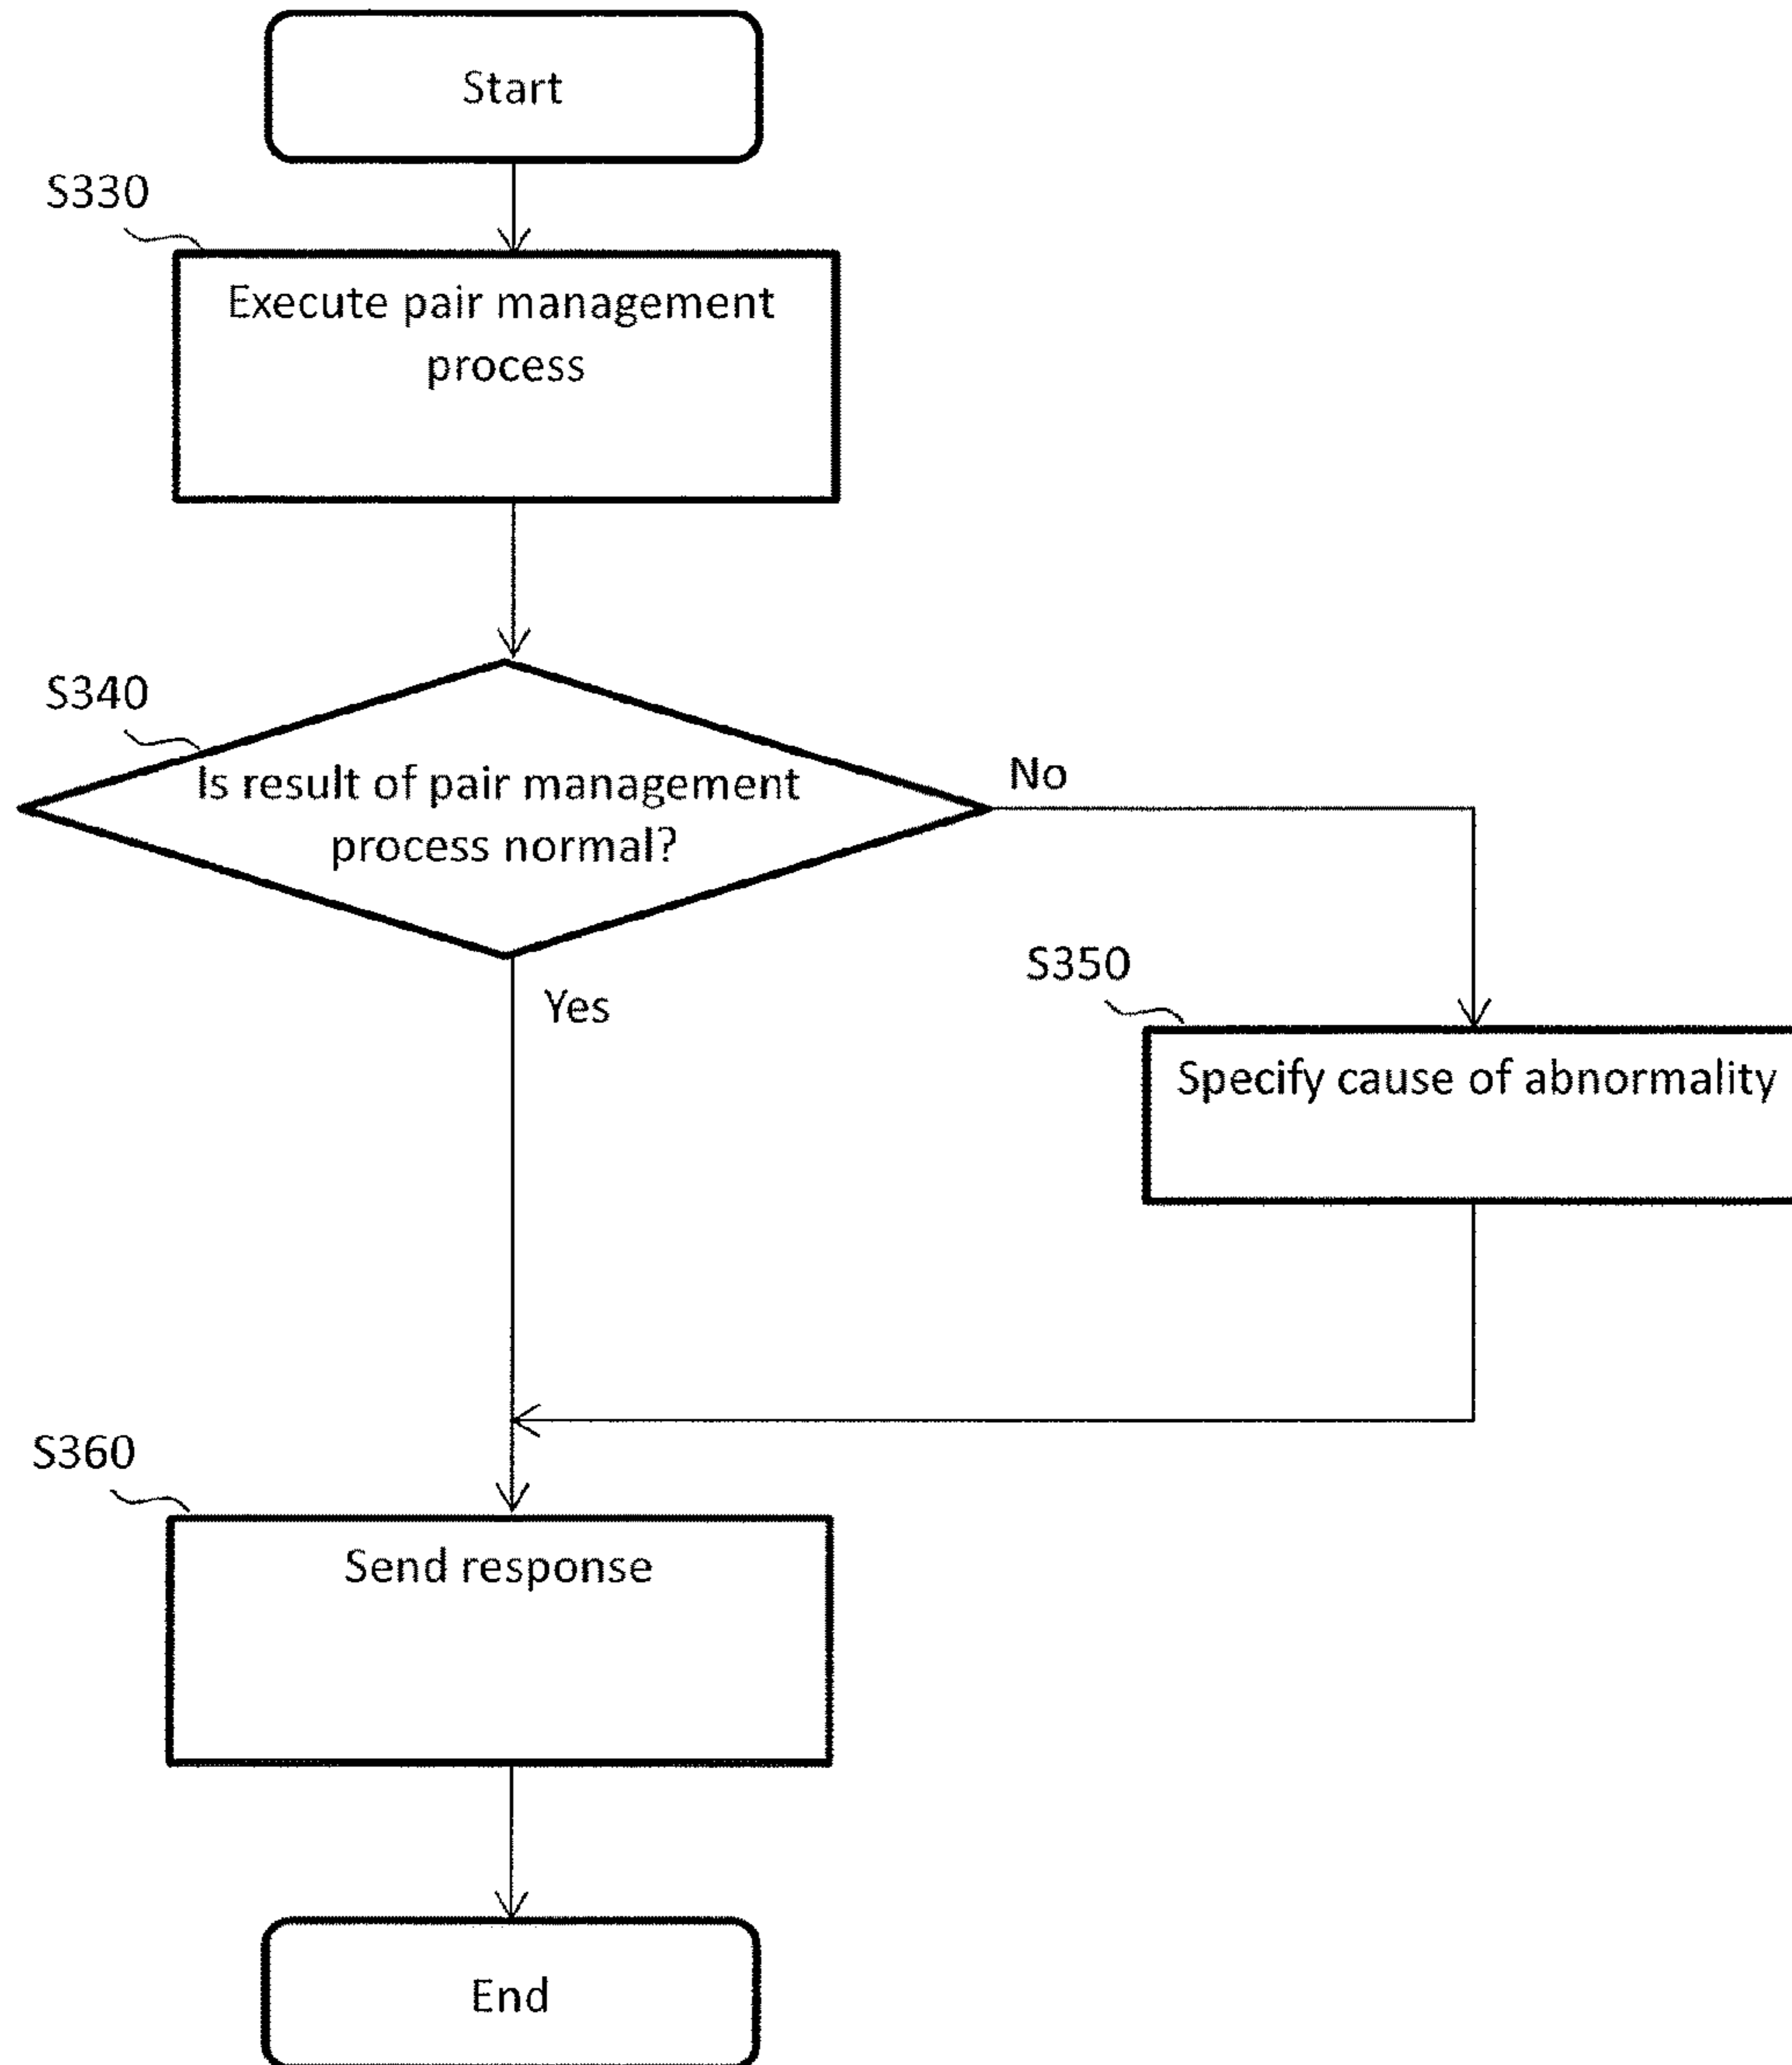 Start
S330
Execute pair management
process
S340
Is result of pair management
process normal?
No
Yes
S350
Specify cause of abnormality
S360
Send response
End